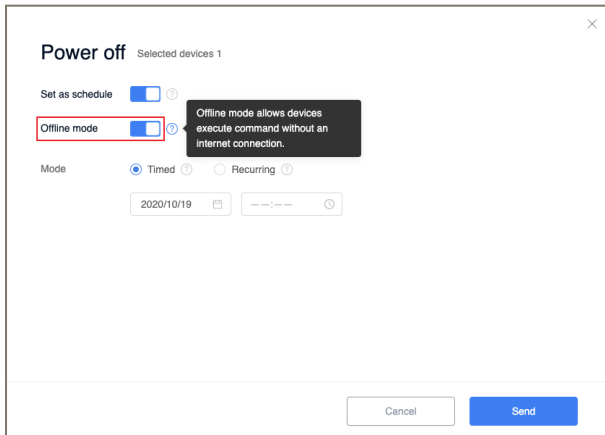 Power off Selected devices 1
Set as schedule ?
Offline mode ?
Offline mode allows devices
execute command without an
internet connection.
Mode Timed ? Recurring ?
2020/10/19 --:--
Cancel Send